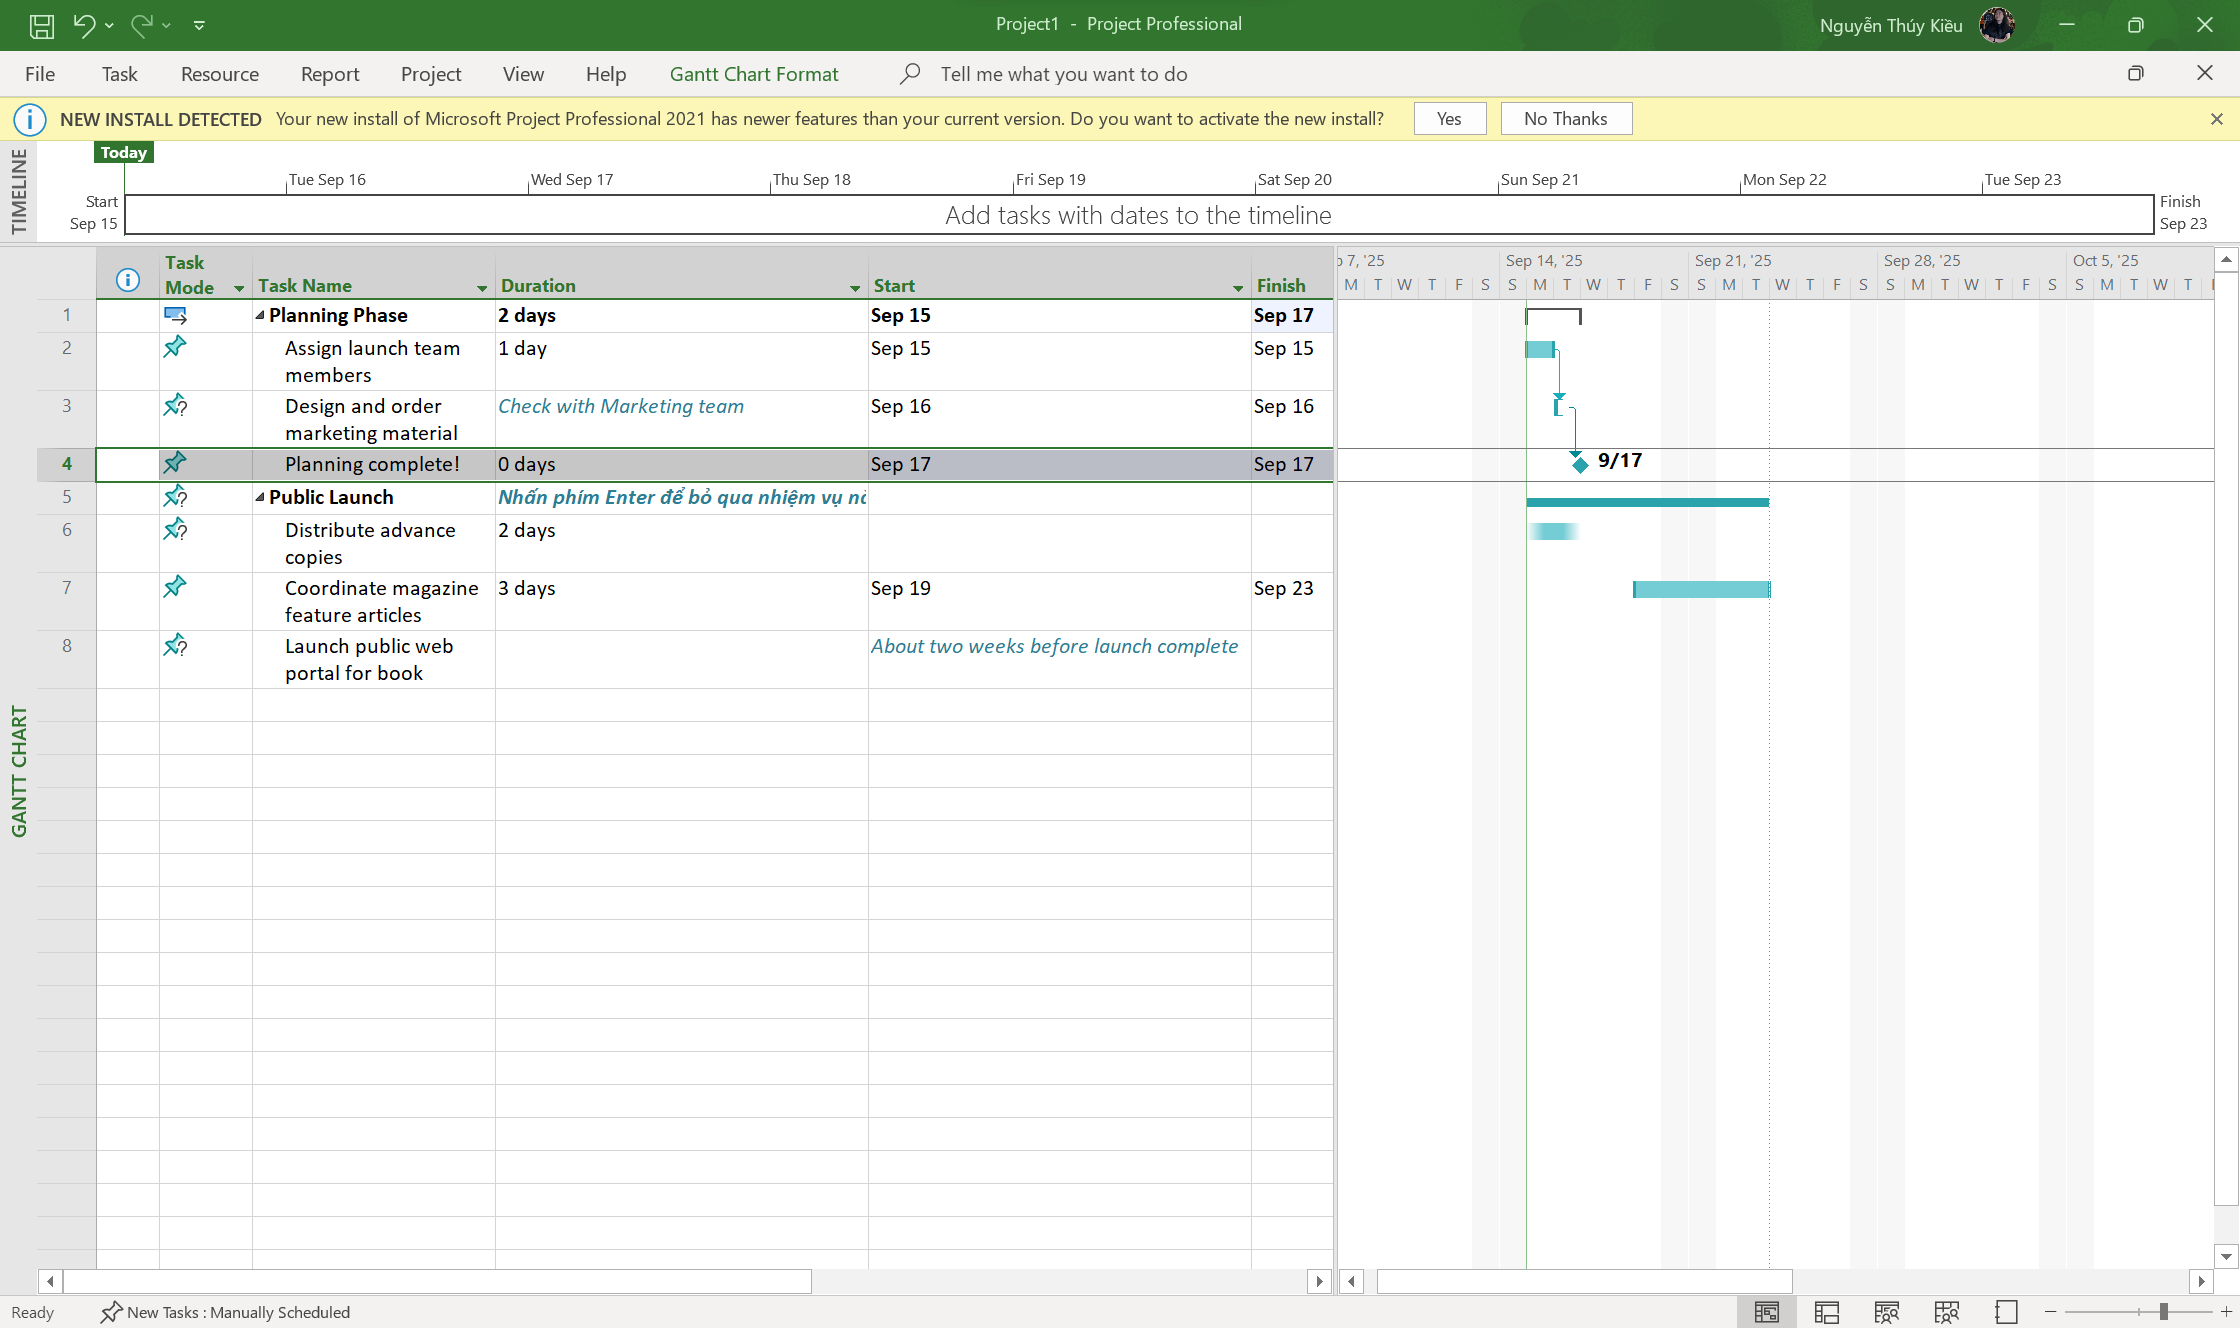 Project1 - Project Professional
Nguyễn Thúy Kiều
File Task Resource Report Project View Help Gantt Chart Format Tell me what you want to do
NEW INSTALL DETECTED Your new install of Microsoft Project Professional 2021 has newer features than your current version. Do you want to activate the new install? Yes No Thanks
TIMELINE
Today
Tue Sep 16 Wed Sep 17 Thu Sep 18 Fri Sep 19 Sat Sep 20 Sun Sep 21 Mon Sep 22 Tue Sep 23
Start
Sep 15
Add tasks with dates to the timeline
Finish
Sep 23
GANTT CHART
Task Mode Task Name Duration Start Finish
7, '25 Sep 14, '25 Sep 21, '25 Sep 28, '25 Oct 5, '25
M T W T F S S M T W T F S S M T W T F S S M T W T F S S M T W T
1 Planning Phase 2 days Sep 15 Sep 17
2 Assign launch team 1 day Sep 15 Sep 15
members
3 Design and order Check with Marketing team Sep 16 Sep 16
marketing material
4 Planning complete! 0 days Sep 17 Sep 17 9/17
5 Public Launch Nhấn phím Enter để bỏ qua nhiệm vụ
6 Distribute advance 2 days
copies
7 Coordinate magazine 3 days Sep 19 Sep 23
feature articles
8 Launch public web About two weeks before launch complete
portal for book
Ready New Tasks : Manually Scheduled